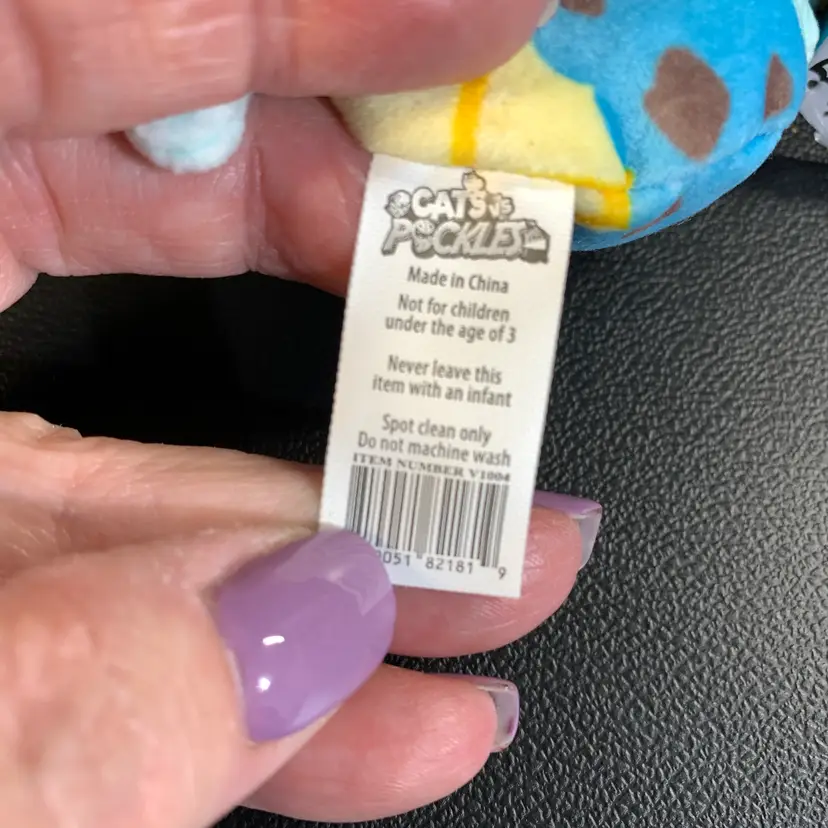 CATS VS
PICKLES
Made in China
Not for children
under the age of 3
Never leave this
item with an infant
Spot clean only
Do not machine wash
ITEM NUMBER V1004
051 82181 9